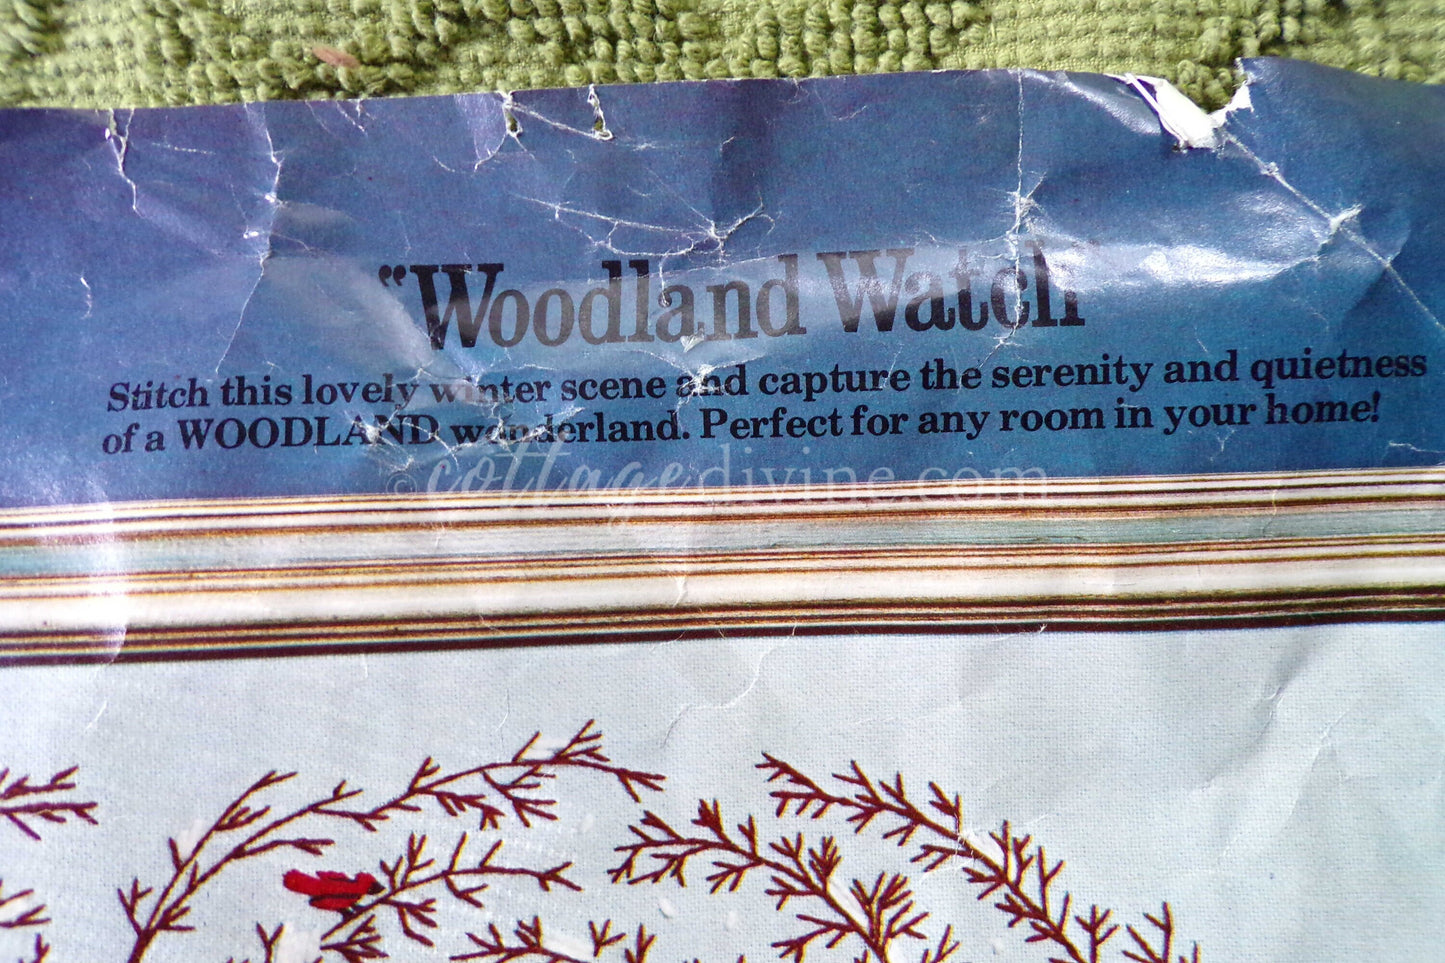 "Woodland Watch"
Stitch this lovely winter scene and capture the serenity and quietness
of a WOODLAND wonderland. Perfect for any room in your home!
© cottagedivine.com